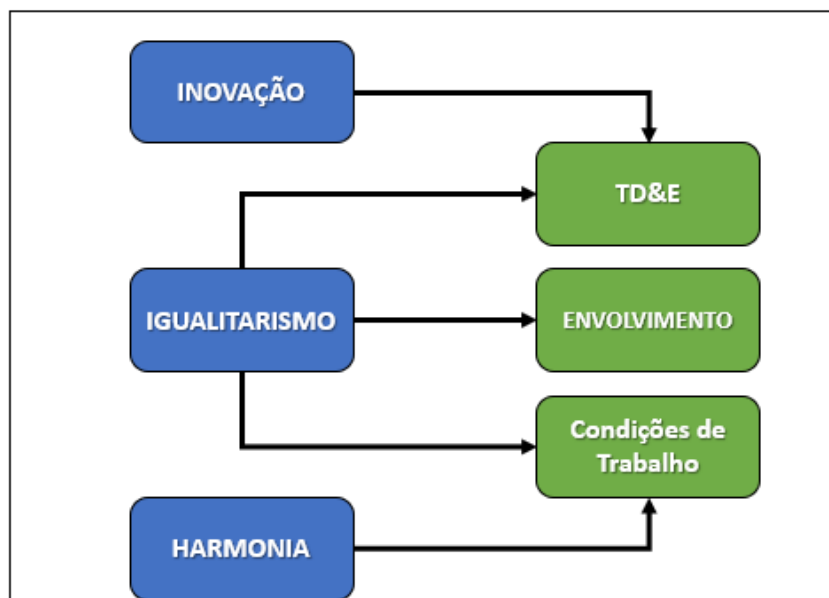 INOVAÇÃO
TD&E
IGUALITARISMO
ENVOLVIMENTO
Condições de
Trabalho
HARMONIA